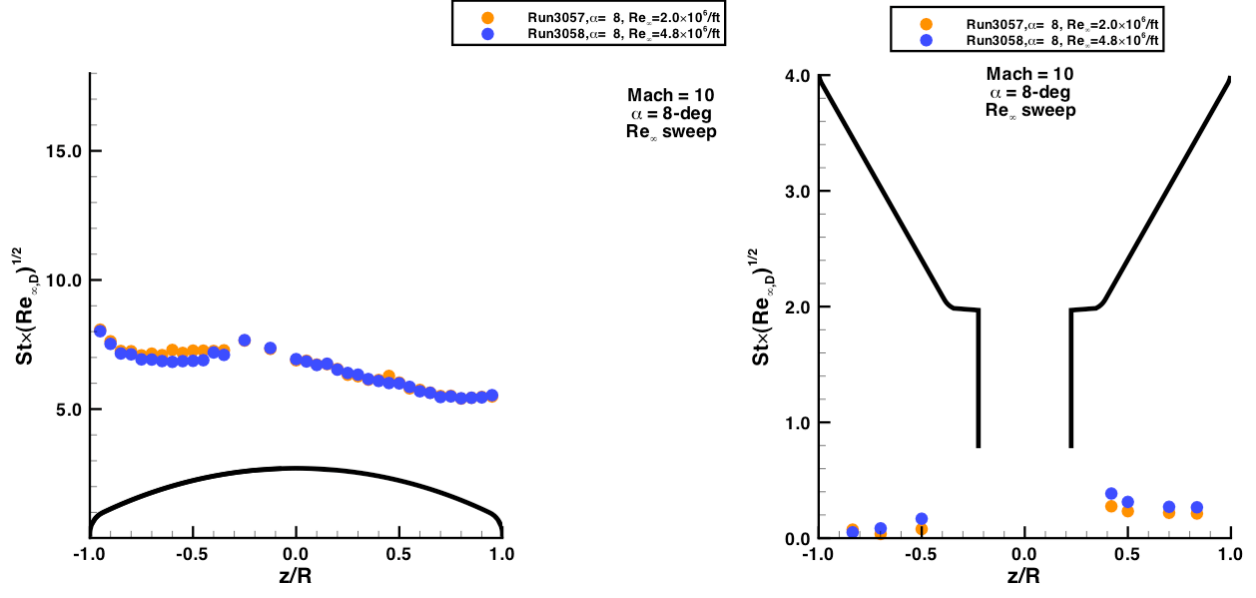 Run3057,α= 8, Re∞=2.0×10⁶/ft
Run3058,α= 8, Re∞=4.8×10⁶/ft
Mach = 10
α = 8-deg
Re∞ sweep
15.0
10.0
5.0
St×(Re∞,D)^1/2
-1.0 -0.5 0.0 0.5 1.0
z/R
Run3057,α= 8, Re∞=2.0×10⁶/ft
Run3058,α= 8, Re∞=4.8×10⁶/ft
Mach = 10
α = 8-deg
Re∞ sweep
4.0
3.0
2.0
1.0
0.0
St×(Re∞,D)^1/2
-1.0 -0.5 0.0 0.5 1.0
z/R